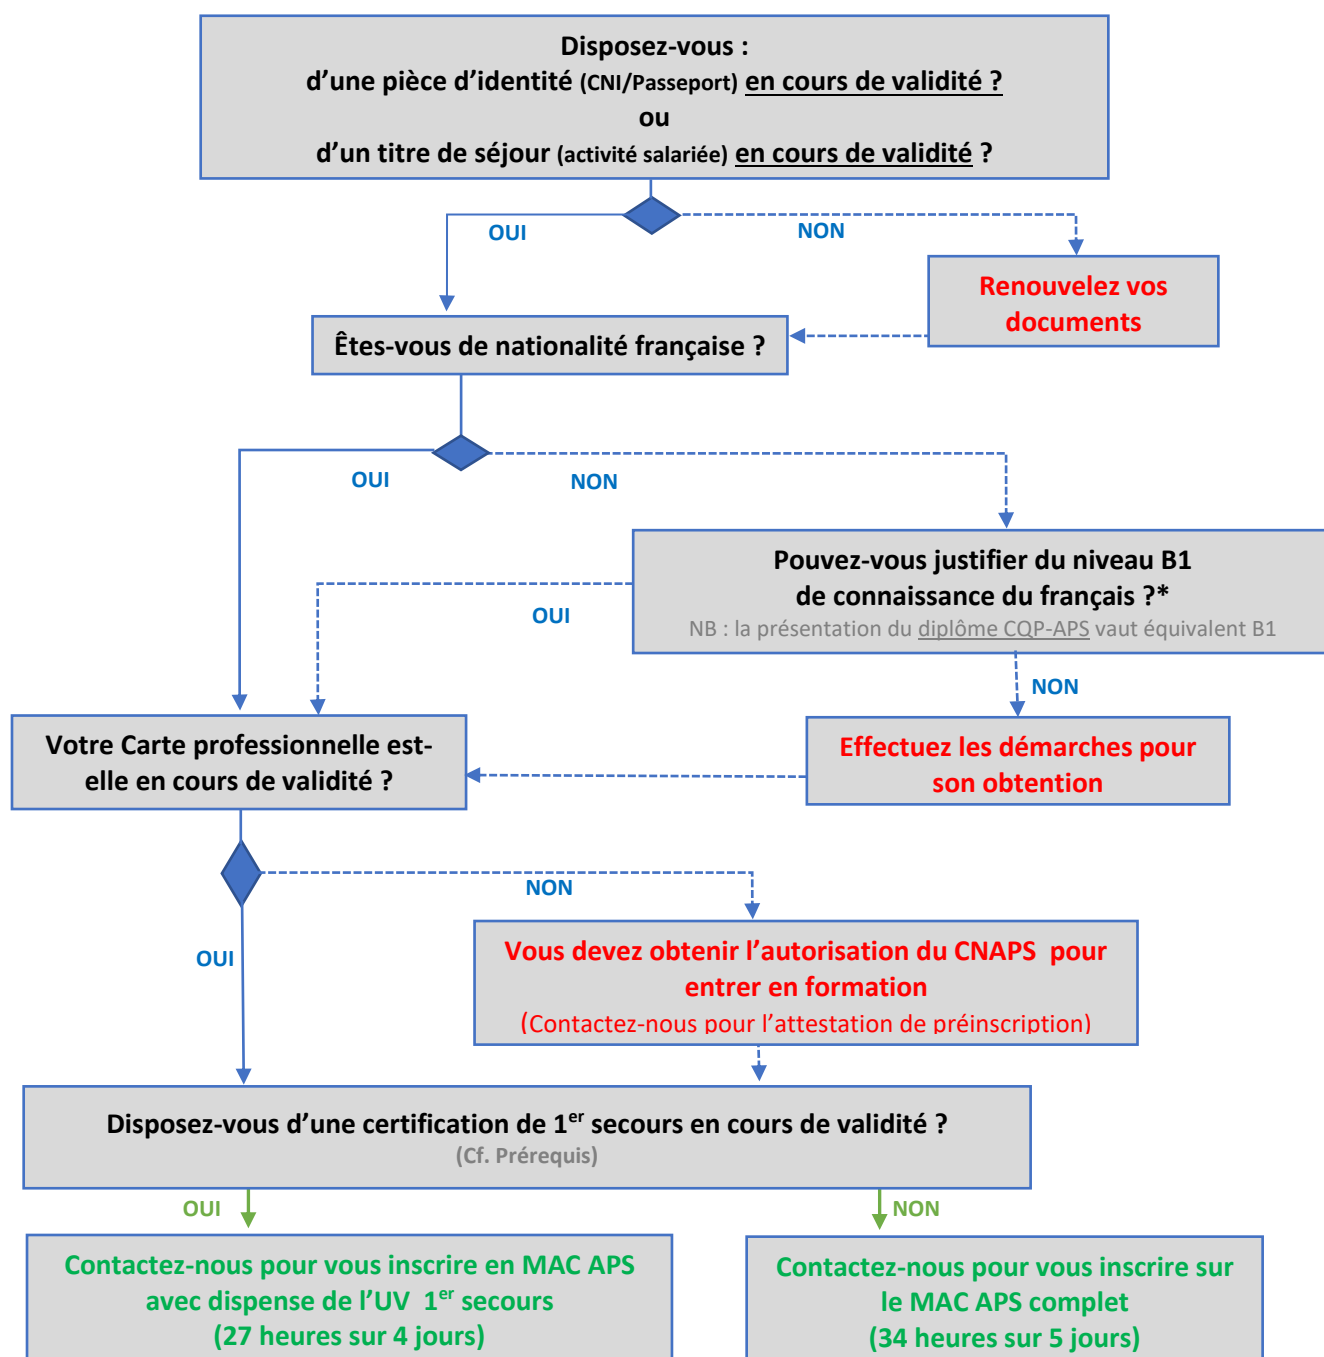 Disposez-vous :
d’une pièce d’identité (CNI/Passeport) en cours de validité ?
ou
d’un titre de séjour (activité salariée) en cours de validité ?
OUI
NON
Renouvelez vos
documents
Êtes-vous de nationalité française ?
OUI
NON
Pouvez-vous justifier du niveau B1
de connaissance du français ?*
NB : la présentation du diplôme CQP-APS vaut équivalent B1
OUI
NON
Votre Carte professionnelle est-
elle en cours de validité ?
Effectuez les démarches pour
son obtention
NON
OUI
Vous devez obtenir l’autorisation du CNAPS  pour
entrer en formation
(Contactez-nous pour l’attestation de préinscription)
Disposez-vous d’une certification de 1er secours en cours de validité ?
(Cf. Prérequis)
OUI
NON
Contactez-nous pour vous inscrire en MAC APS
avec dispense de l’UV  1er secours
(27 heures sur 4 jours)
Contactez-nous pour vous inscrire sur
le MAC APS complet
(34 heures sur 5 jours)